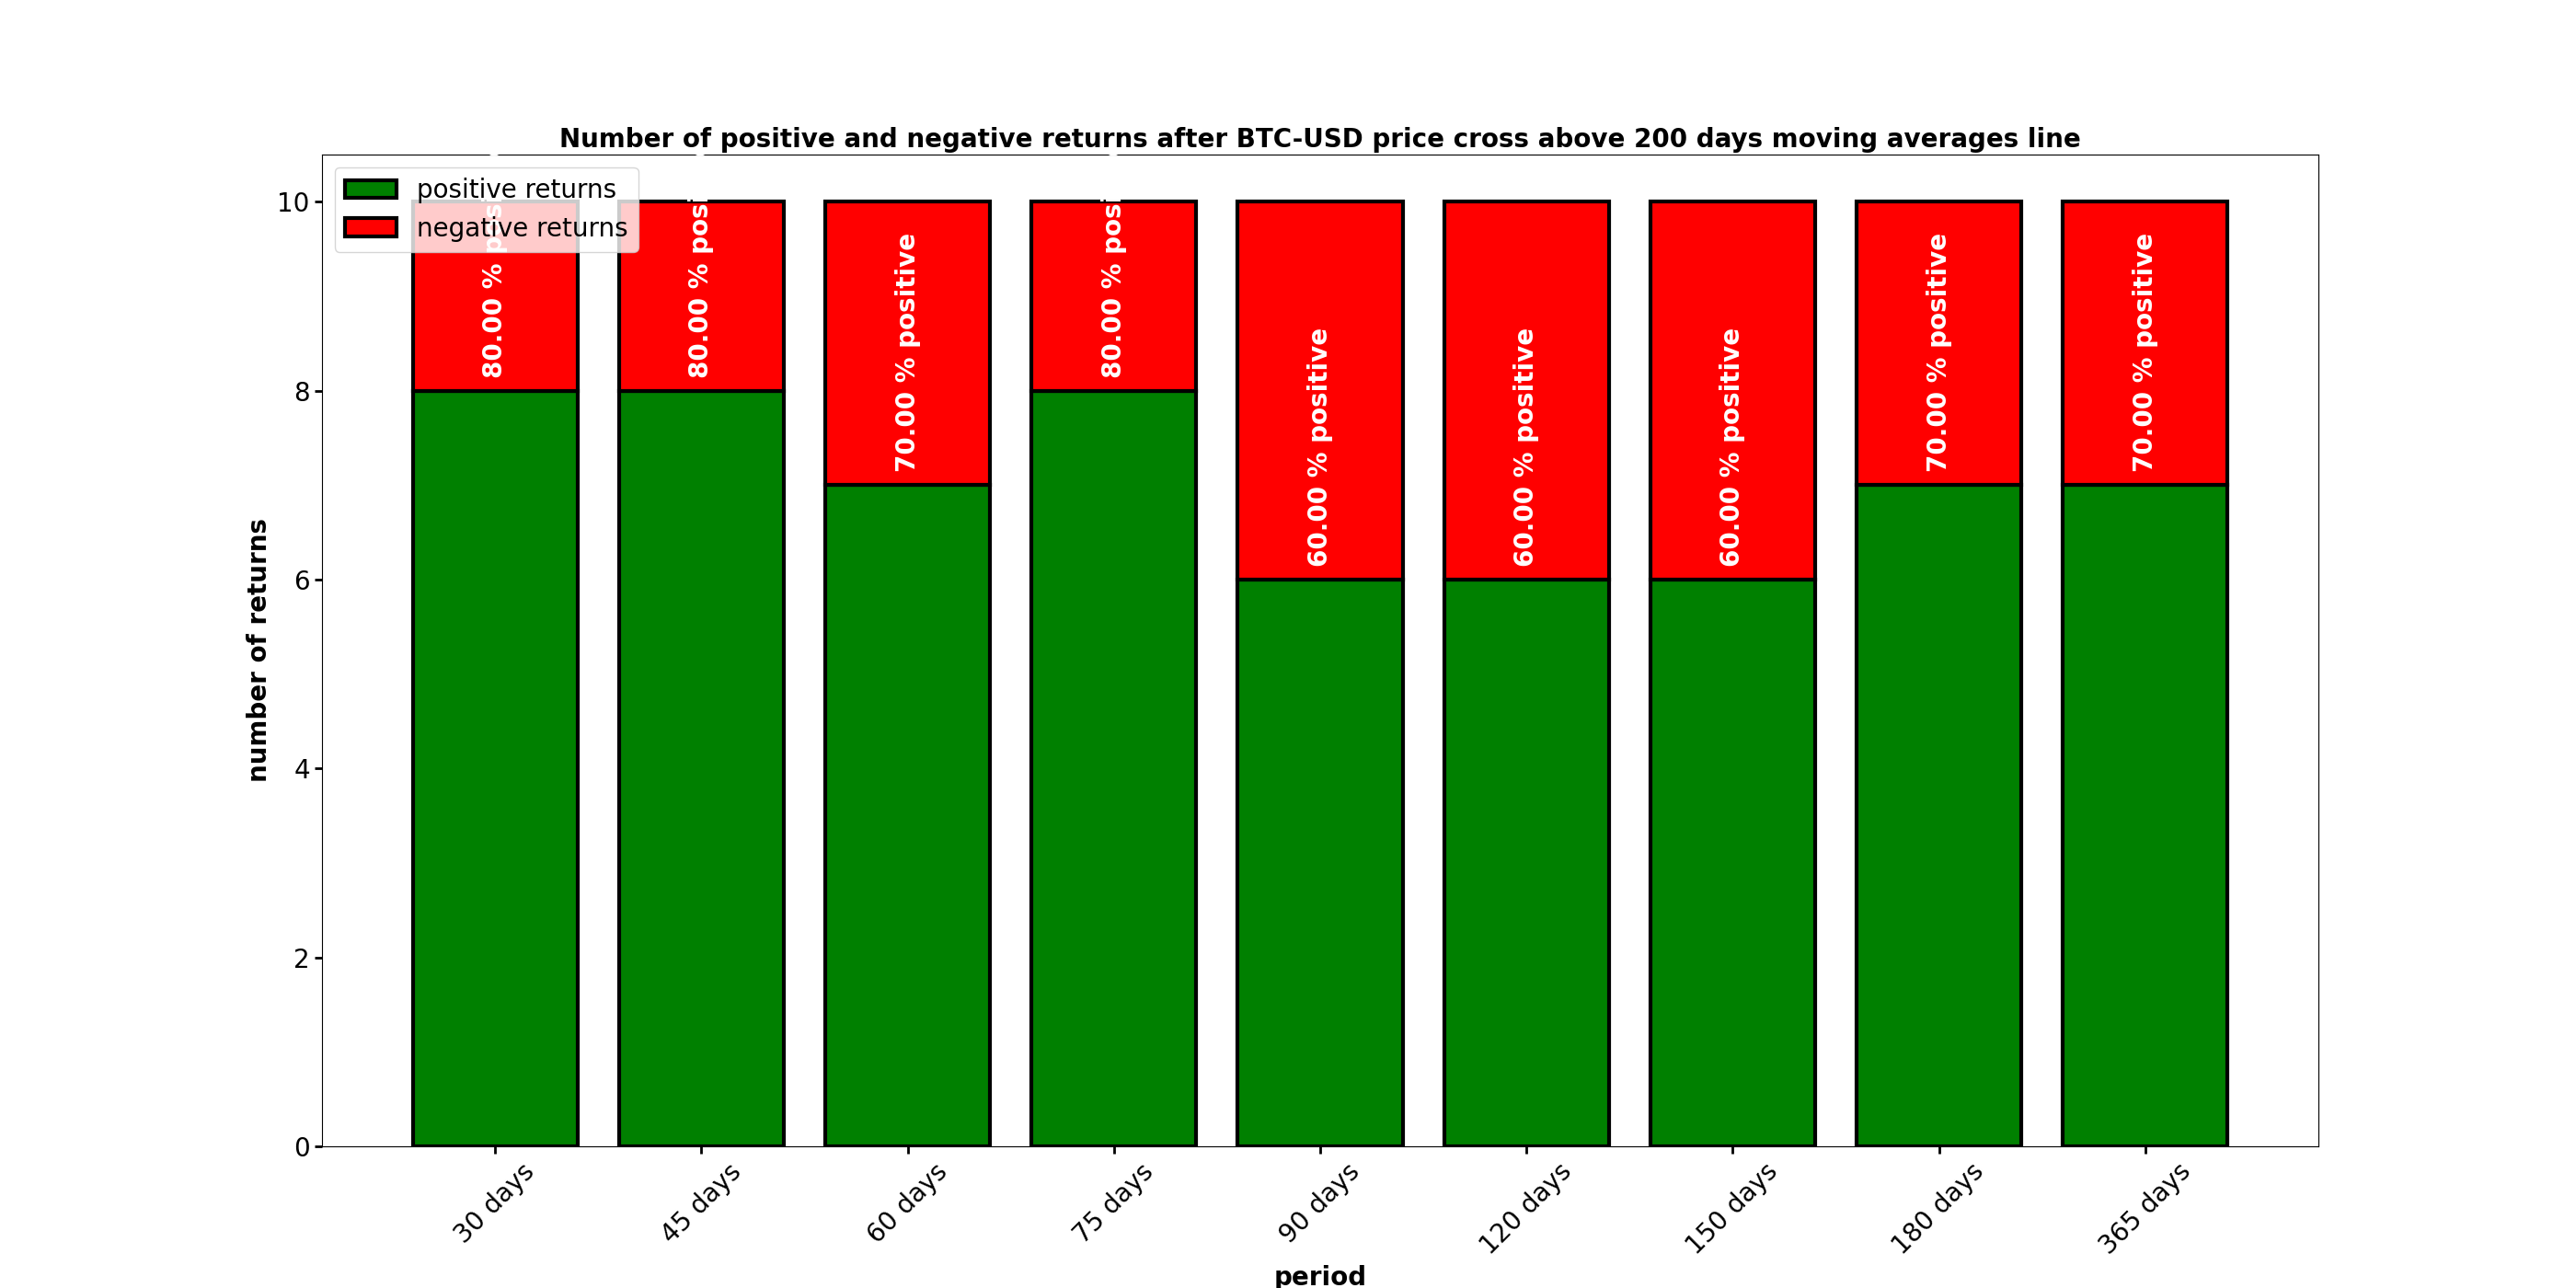 Number of positive and negative returns after BTC-USD price cross above 200 days moving averages line
positive returns
negative returns
10
8
6
4
2
0
number of returns
80.00 % posi
80.00 % posi
70.00 % positive
80.00 % posi
60.00 % positive
60.00 % positive
60.00 % positive
70.00 % positive
70.00 % positive
30 days
45 days
60 days
75 days
90 days
120 days
150 days
180 days
365 days
period